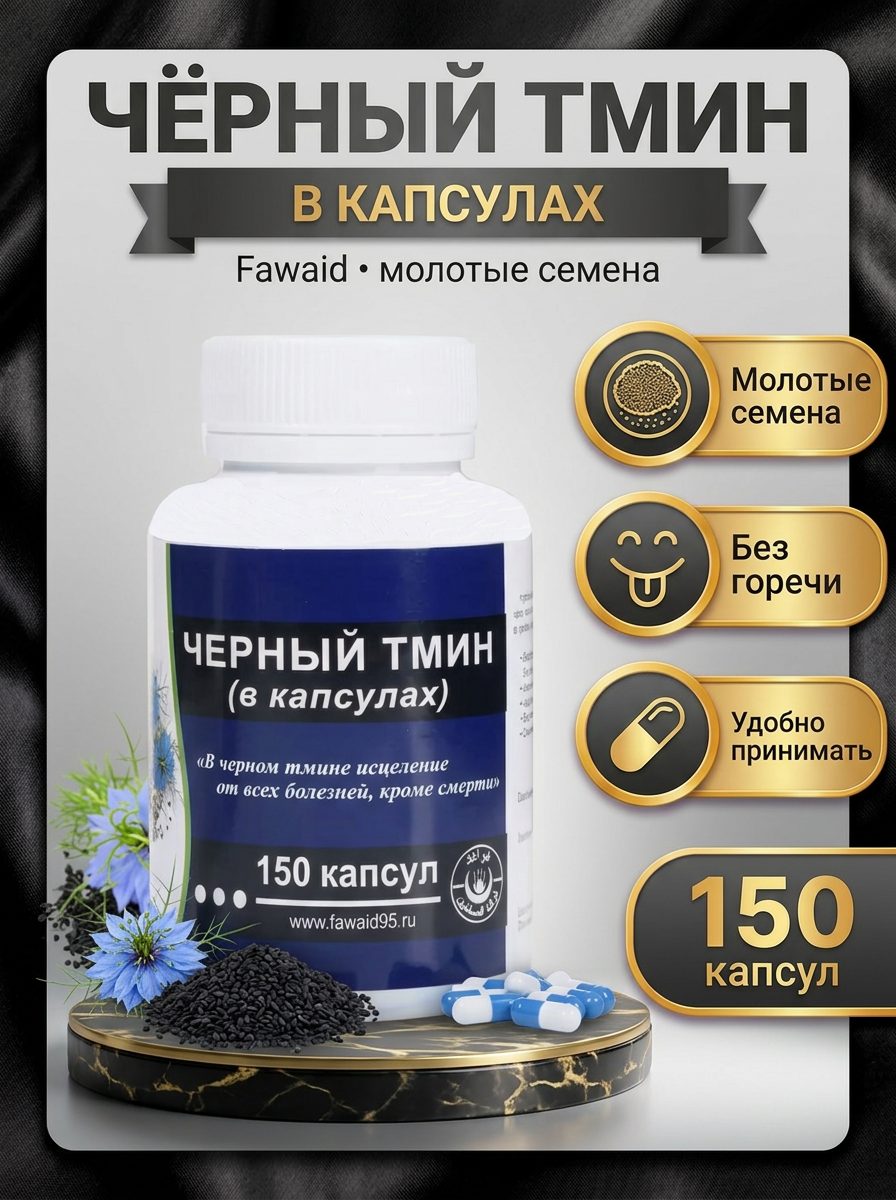 ЧЁРНЫЙ ТМИН
В КАПСУЛАХ
Fawaid • молотые семена
Молотые
семена
Без
горечи
Удобно
принимать
150
капсул
ЧЕРНЫЙ ТМИН
(в капсулах)
«В черном тмине исцеление
от всех болезней, кроме смерти»
150 капсул
www.fawaid95.ru